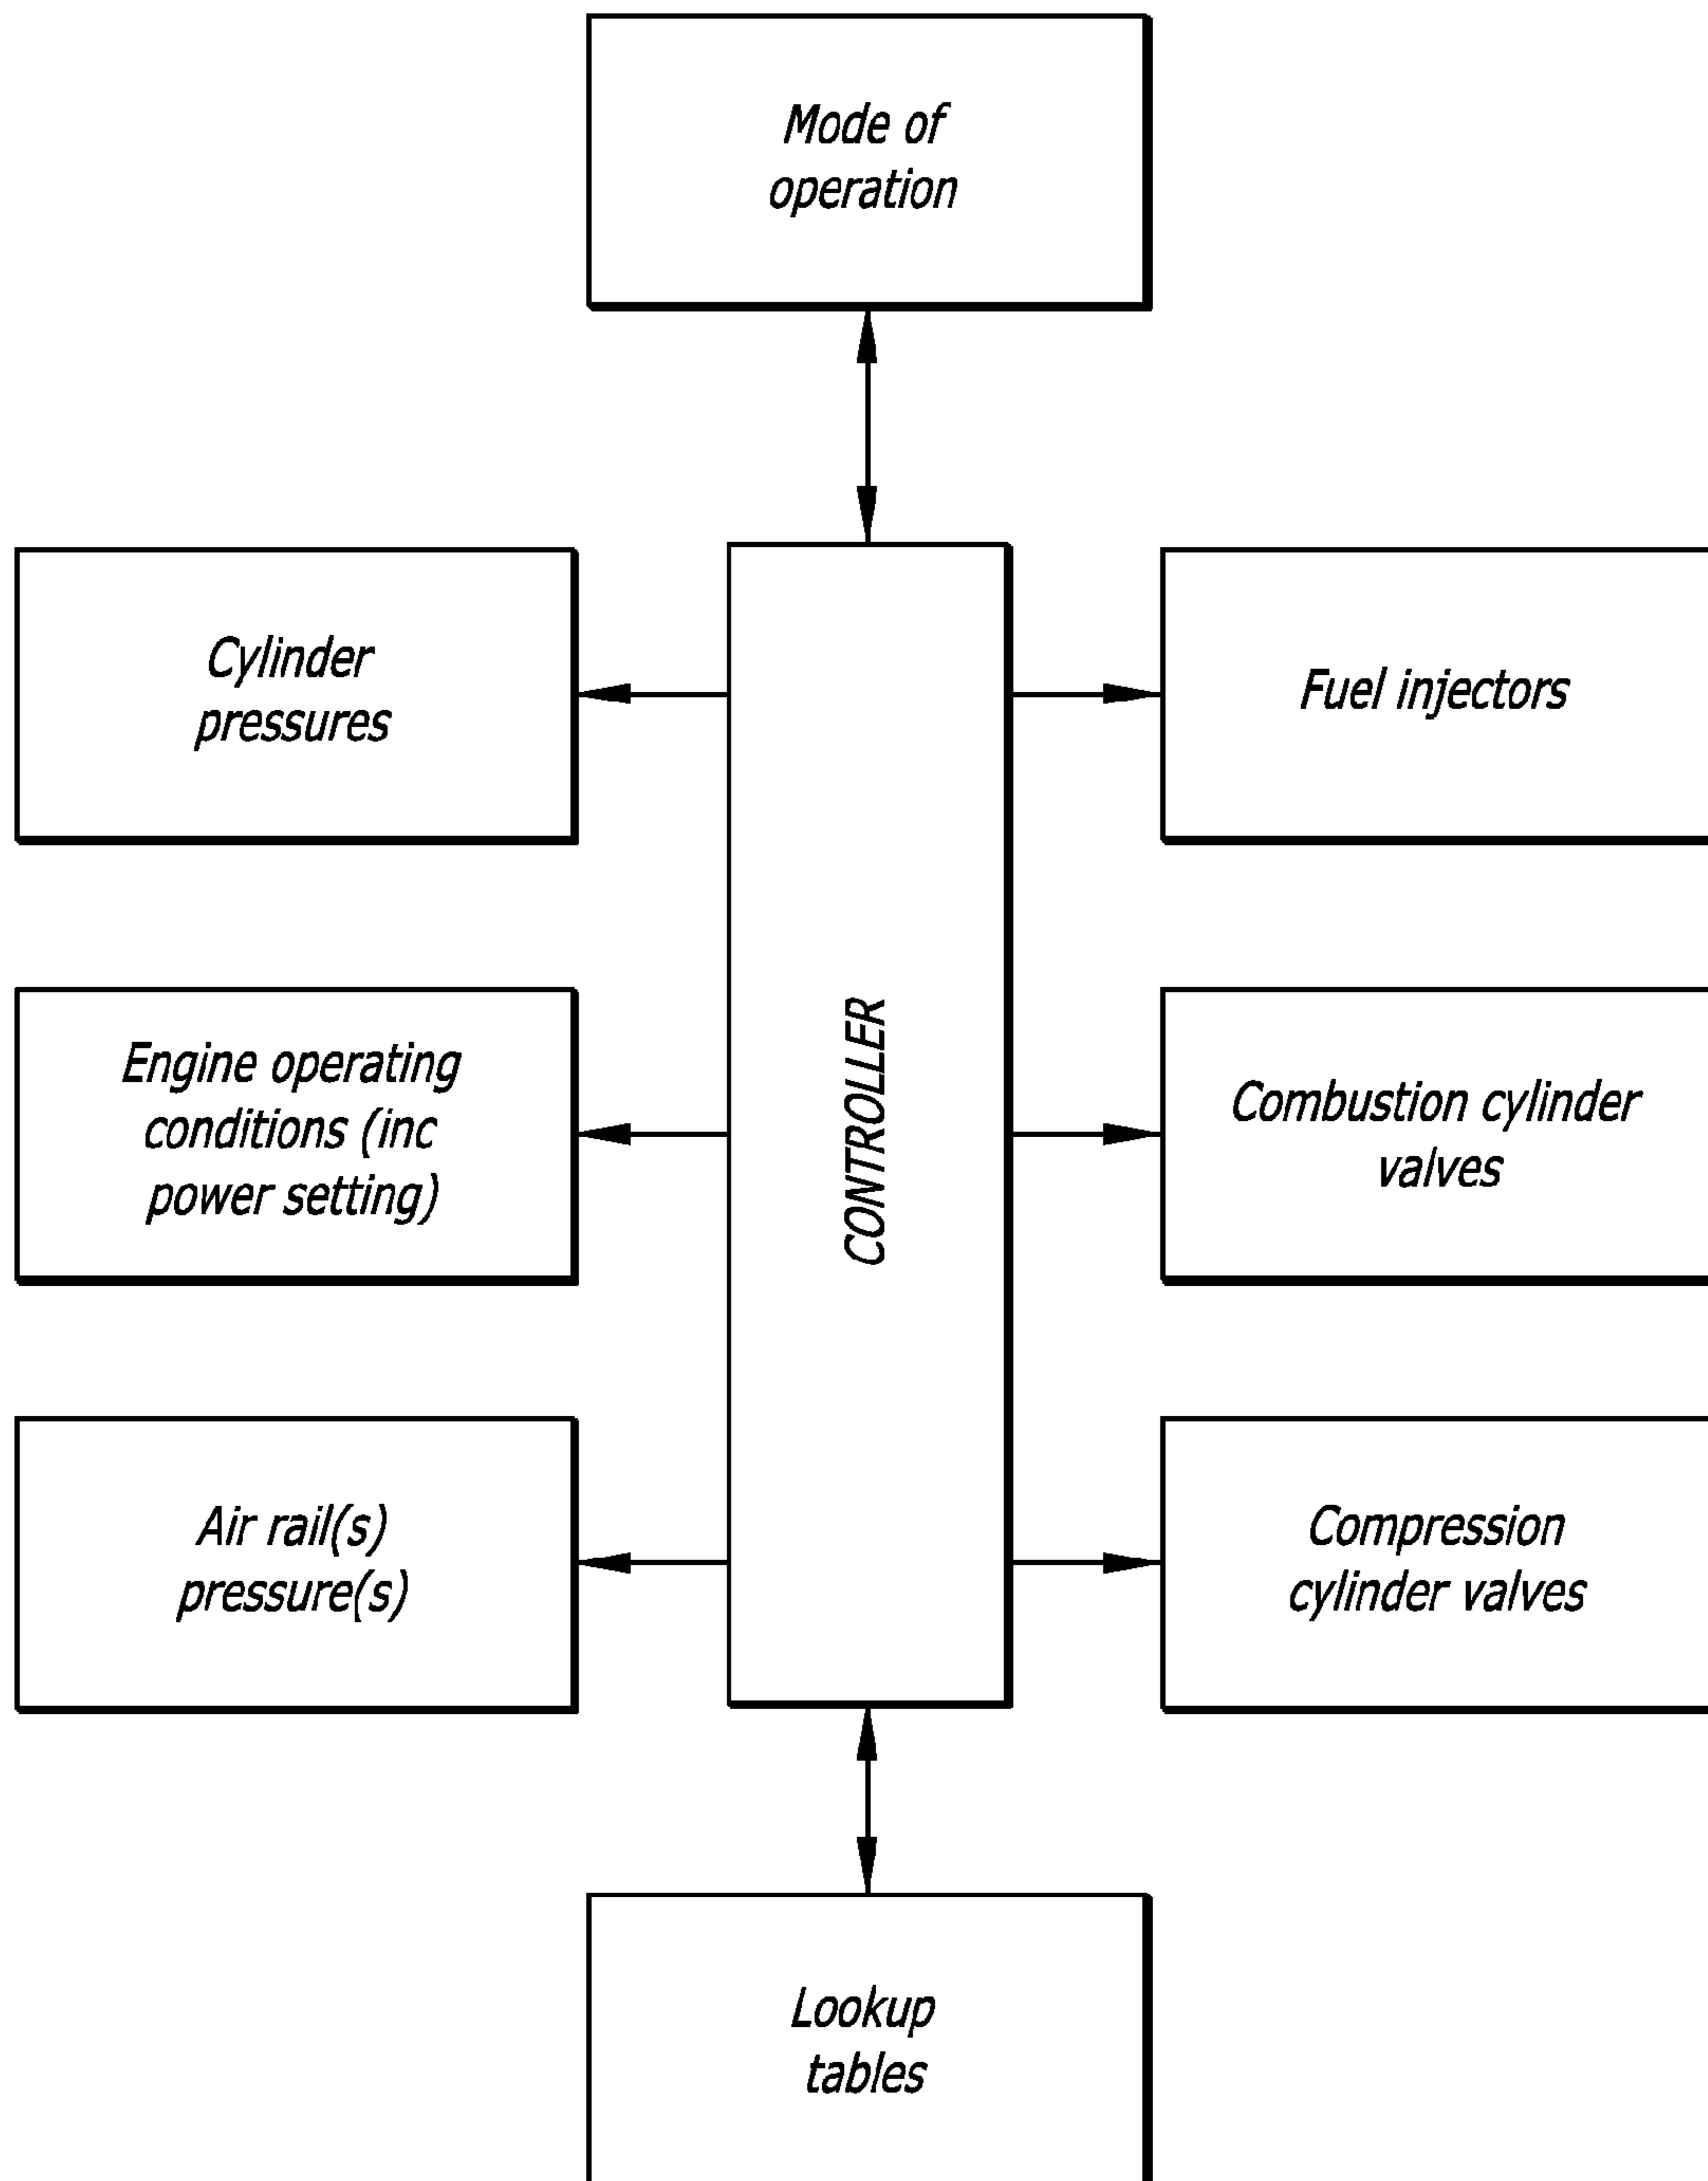 Mode of
operation
Cylinder
pressures
Fuel injectors
Engine operating
conditions (inc
power setting)
CONTROLLER
Combustion cylinder
valves
Air rail(s)
pressure(s)
Compression
cylinder valves
Lookup
tables